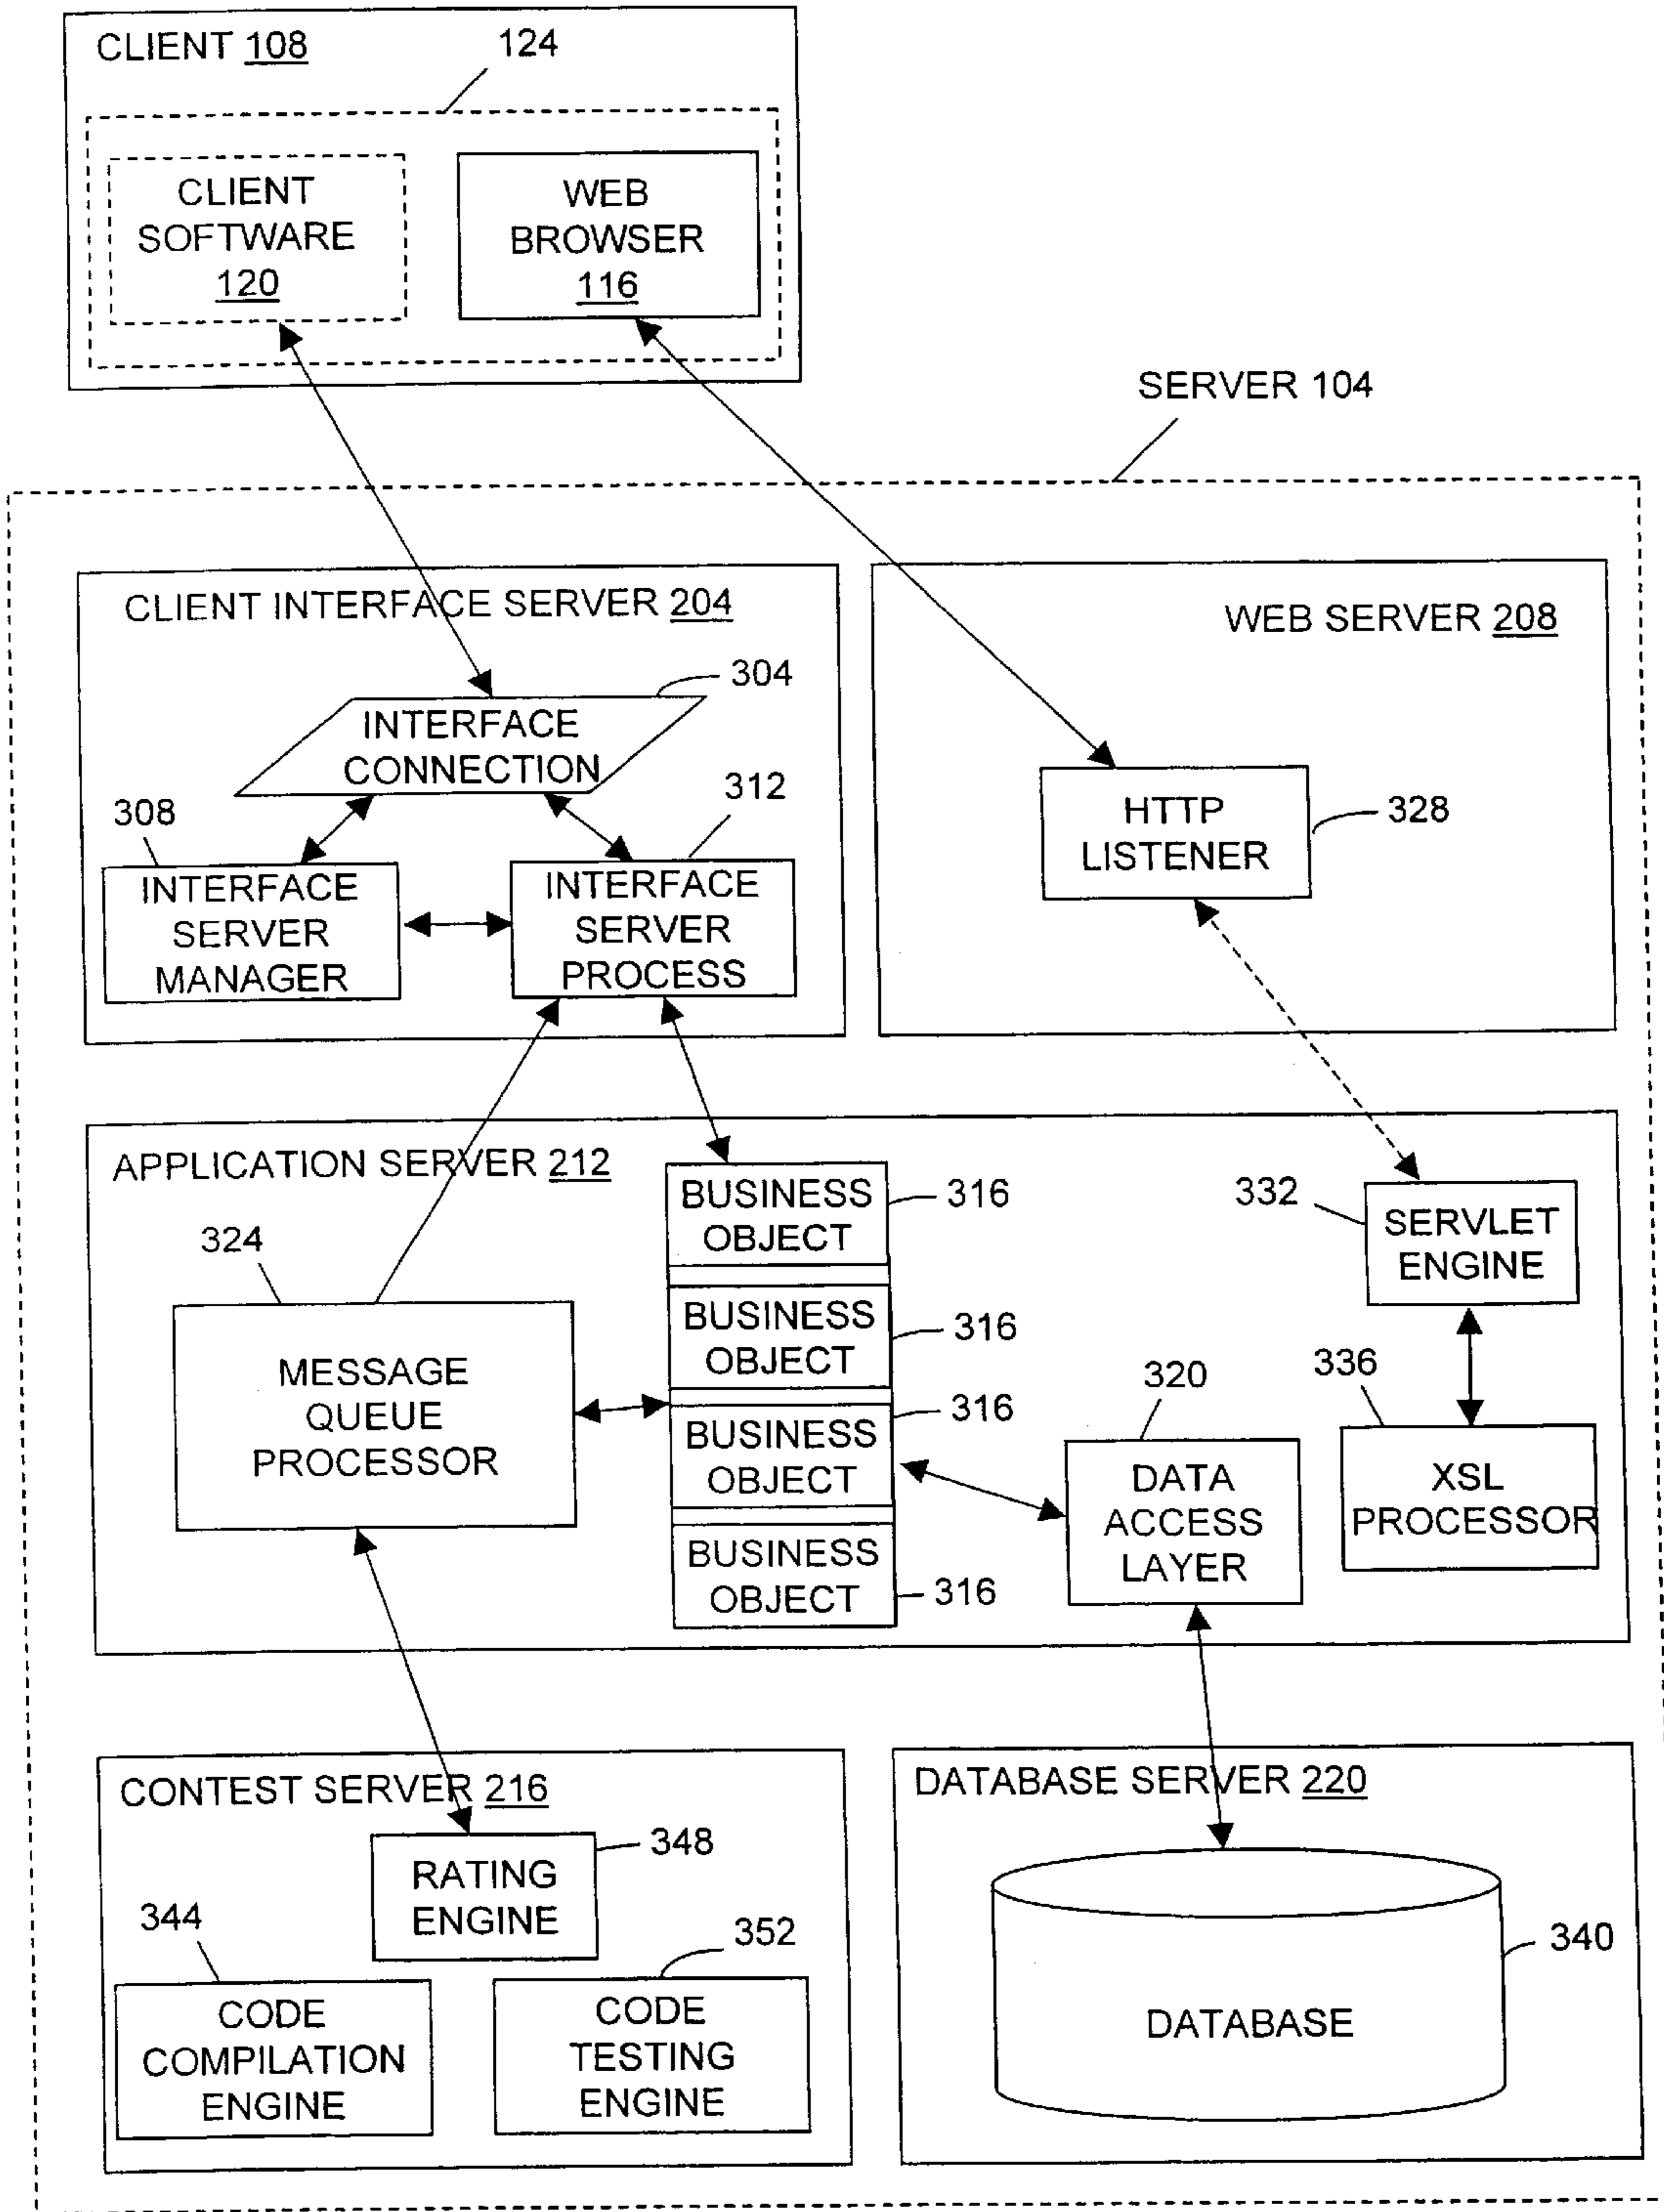 CLIENT 108
124
CLIENT
SOFTWARE
120
WEB
BROWSER
116
SERVER 104
CLIENT INTERFACE SERVER 204
304
INTERFACE
CONNECTION
308
INTERFACE
SERVER
MANAGER
312
INTERFACE
SERVER
PROCESS
WEB SERVER 208
HTTP
LISTENER
328
APPLICATION SERVER 212
324
MESSAGE
QUEUE
PROCESSOR
BUSINESS
OBJECT
316
BUSINESS
OBJECT
316
BUSINESS
OBJECT
316
BUSINESS
OBJECT
316
320
DATA
ACCESS
LAYER
332
SERVLET
ENGINE
336
XSL
PROCESSOR
CONTEST SERVER 216
348
RATING
ENGINE
344
CODE
COMPILATION
ENGINE
352
CODE
TESTING
ENGINE
DATABASE SERVER 220
340
DATABASE